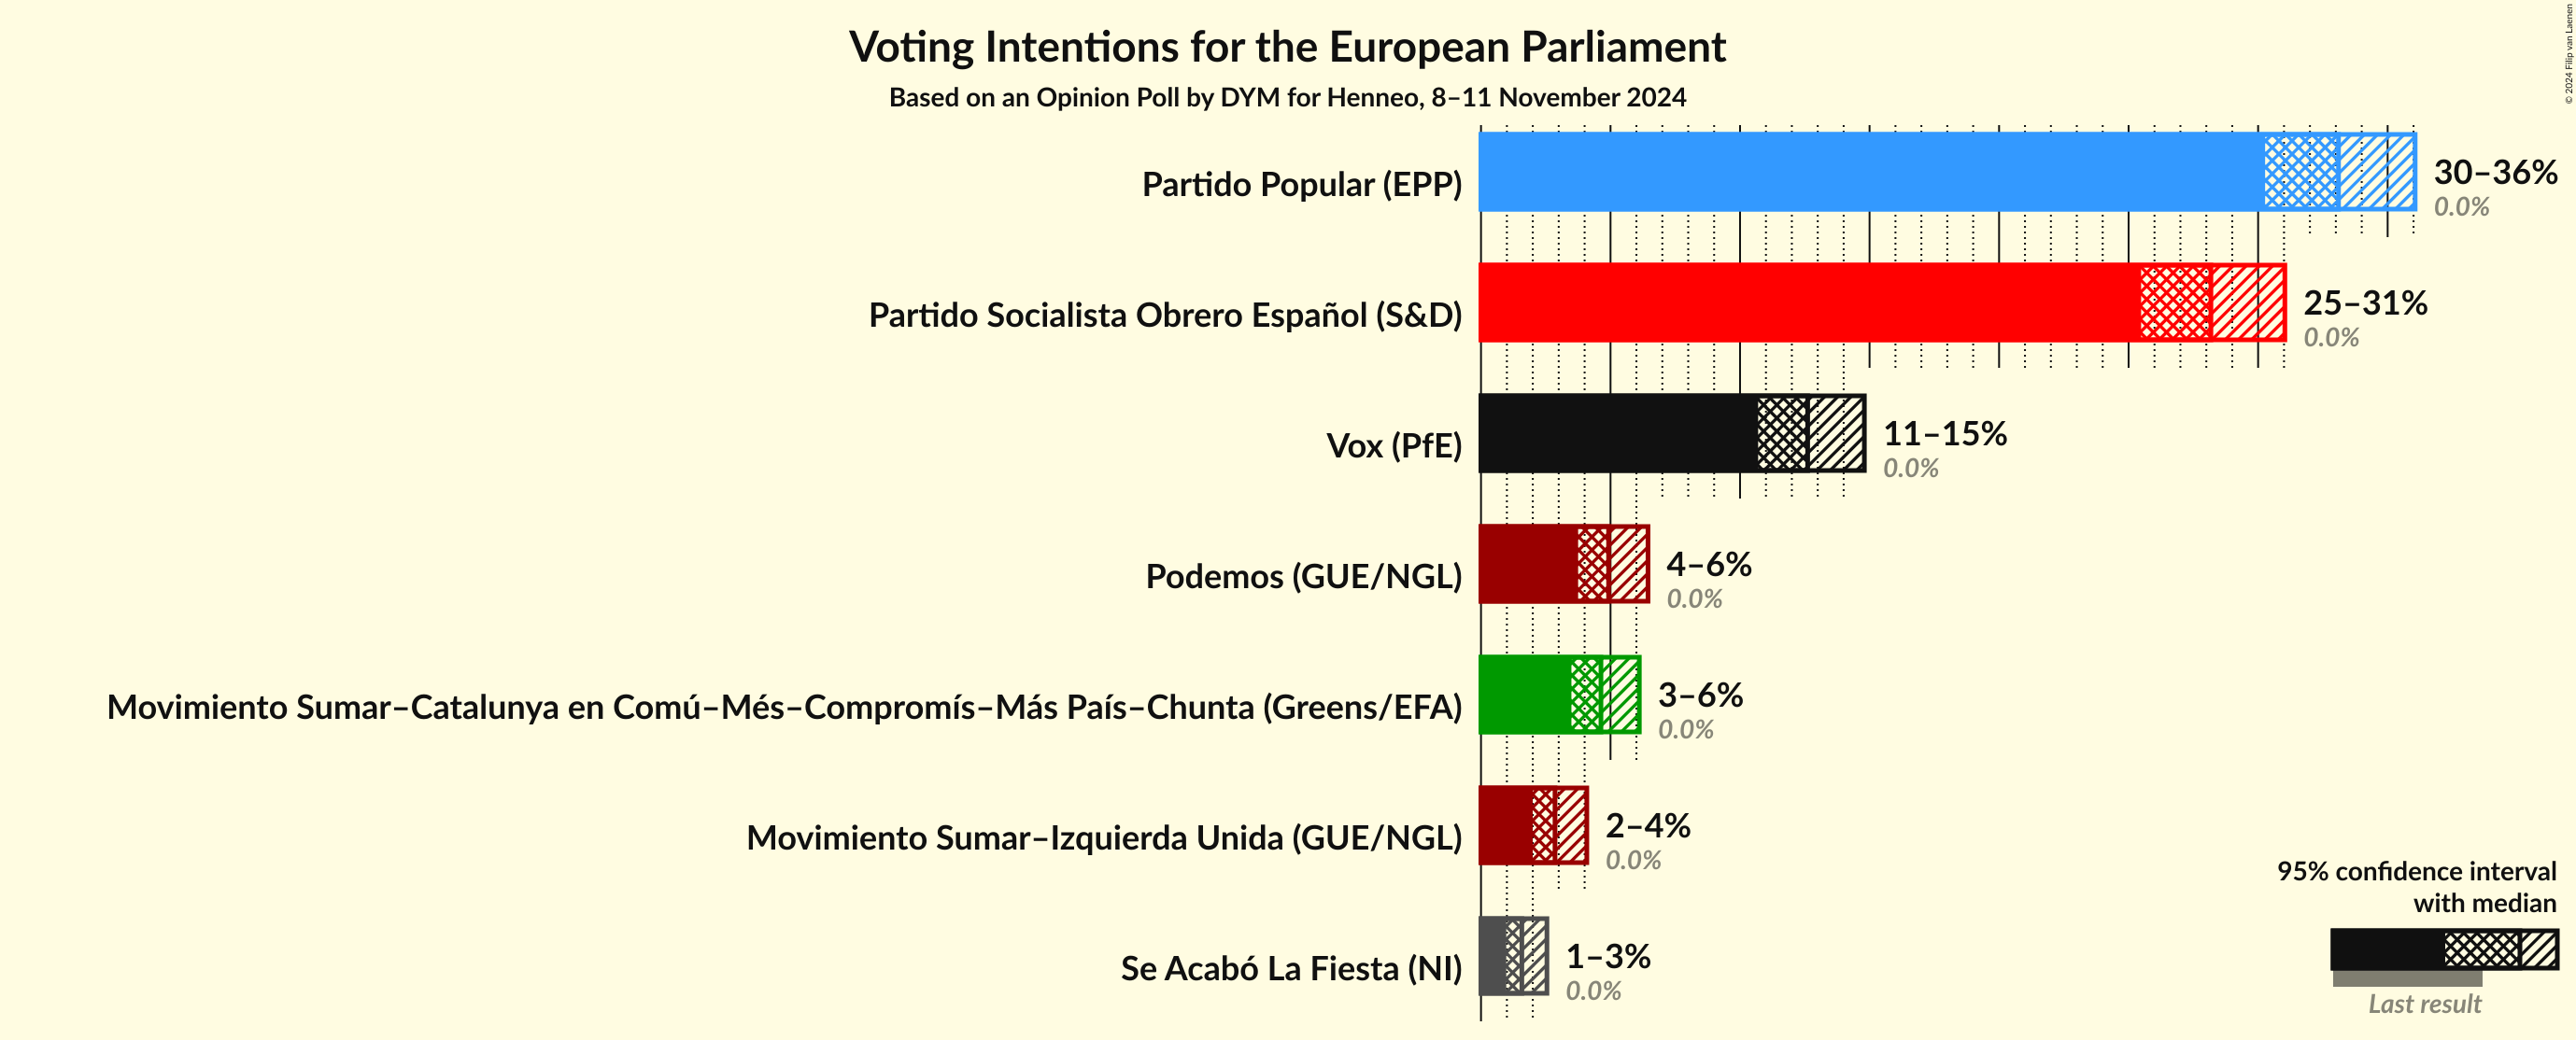 Voting Intentions for the European Parliament
Based on an Opinion Poll by DYM for Henneo, 8–11 November 2024
© 2024 Filip van Laenen
Partido Popular (EPP)
30–36%
0.0%
Partido Socialista Obrero Español (S&D)
25–31%
0.0%
Vox (PfE)
11–15%
0.0%
Podemos (GUE/NGL)
4–6%
0.0%
Movimiento Sumar–Catalunya en Comú–Més–Compromís–Más País–Chunta (Greens/EFA)
3–6%
0.0%
Movimiento Sumar–Izquierda Unida (GUE/NGL)
2–4%
0.0%
Se Acabó La Fiesta (NI)
1–3%
0.0%
95% confidence interval
with median
Last result